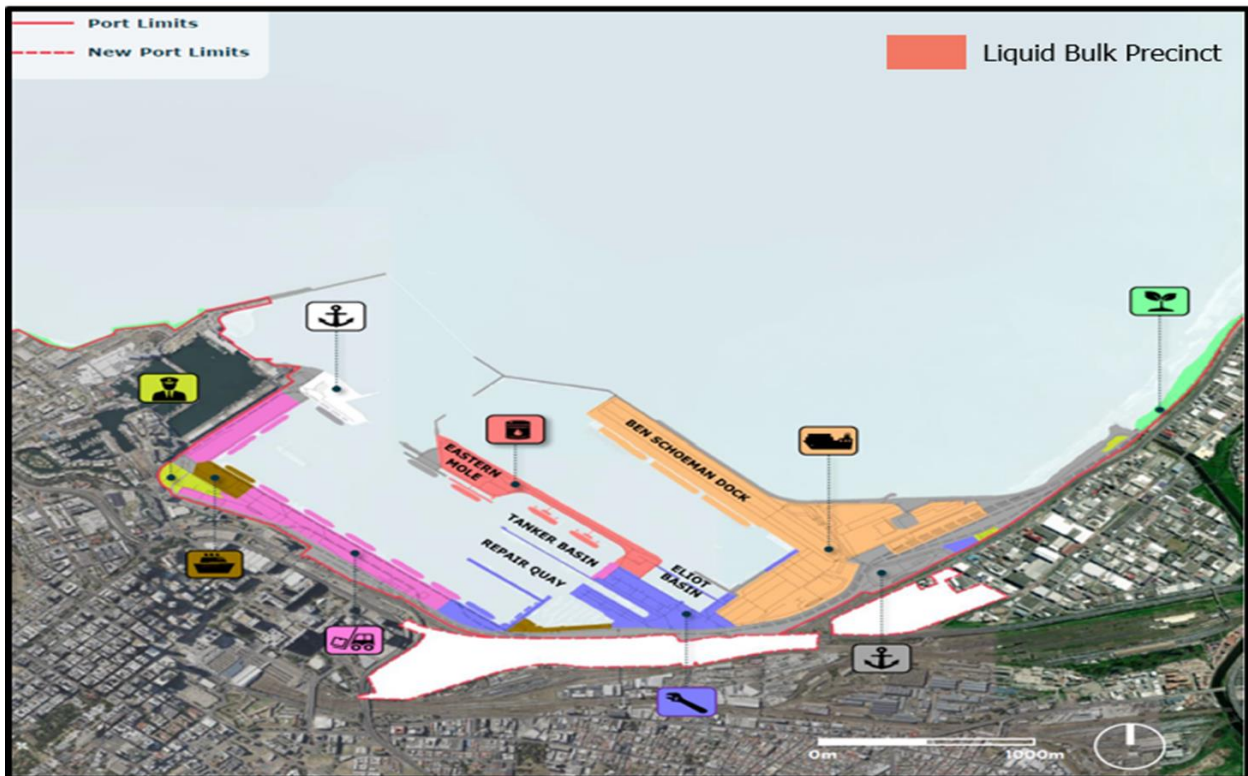 Port Limits
New Port Limits
Liquid Bulk Precinct
BEN SCHOEMAN DOCK
EASTERN
MOLE
TANKER BASIN
REPAIR QUAY
ELIOT
BASIN
0m
1000m